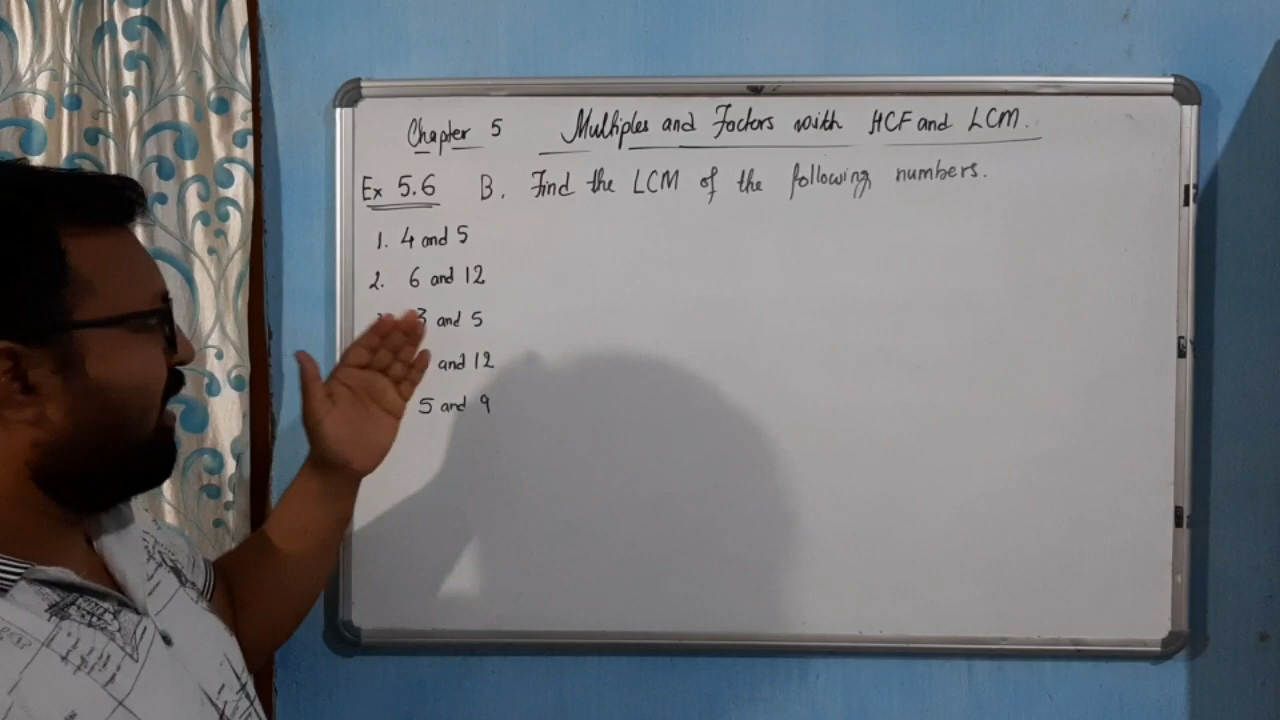 Chapter 5 Multiples and Factors with HCF and LCM.
Ex 5.6 B. Find the LCM of the following numbers.
1. 4 and 5
2. 6 and 12
3 and 5
and 12
5 and 9